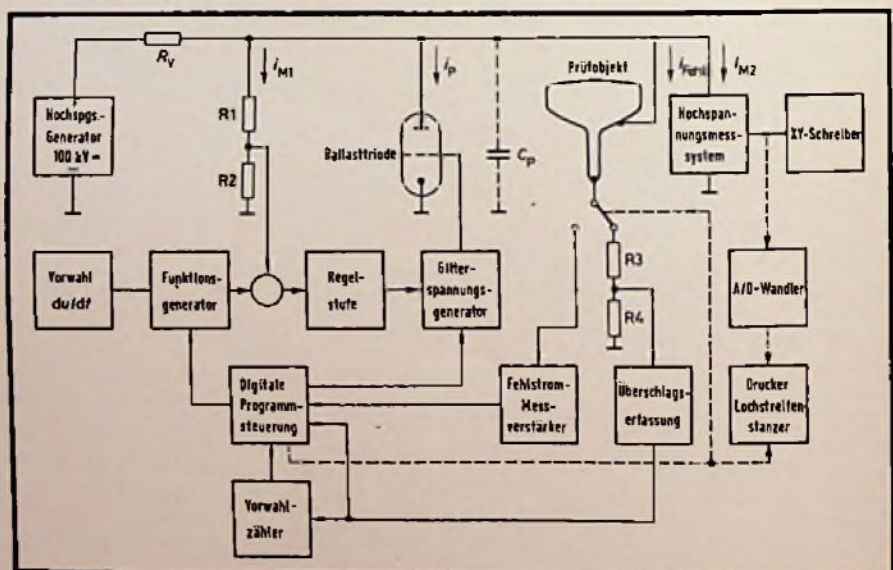 R_V
i_M1
i_P
i_Fehl
i_M2
Hochspgs.-
Generator
100 kV =
R1
R2
Ballasttriode
C_P
Prüfobjekt
Hochspan-
nungsmess-
system
XY-Schreiber
Vorwahl
du/dt
Funktions-
generator
Regel-
stufe
Gitter-
spannungs-
generator
R3
R4
A/D-Wandler
Digitale
Programm-
steuerung
Fehlstrom-
Mess-
verstärker
Überschlags-
erfassung
Drucker
Lochstreifen-
stanzer
Vorwahl-
zähler